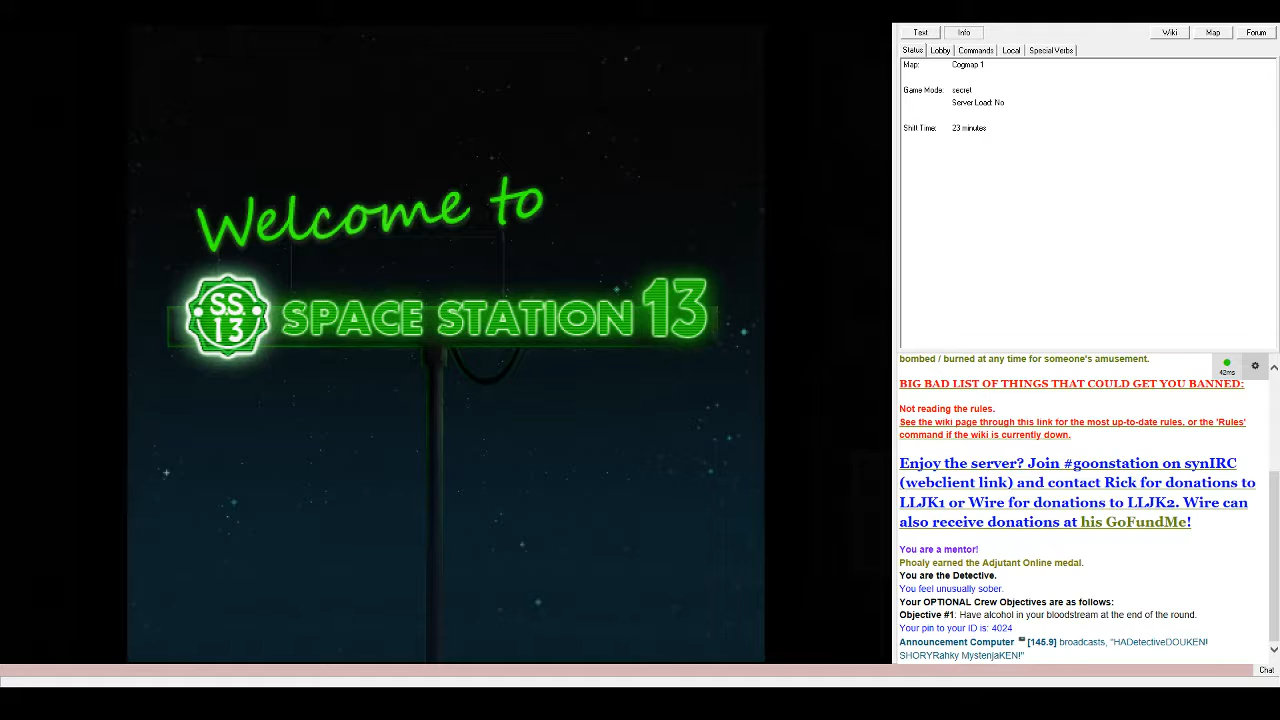 Welcome to
S.S.
13
SPACE STATION 13
Text Info Wiki Map Forum
Status Lobby Commands Local Special Verbs
Map: Cogmap 1
Game Mode: secret
Server Load: No
Shift Time: 23 minutes
bombed / burned at any time for someone's amusement.
42ms
BIG BAD LIST OF THINGS THAT COULD GET YOU BANNED:
Not reading the rules.
See the wiki page through this link for the most up-to-date rules, or the 'Rules'
command if the wiki is currently down.
Enjoy the server? Join #goonstation on synIRC
(webclient link) and contact Rick for donations to
LLJK1 or Wire for donations to LLJK2. Wire can
also receive donations at his GoFundMe!
You are a mentor!
Phoaly earned the Adjutant Online medal.
You are the Detective.
You feel unusually sober.
Your OPTIONAL Crew Objectives are as follows:
Objective #1: Have alcohol in your bloodstream at the end of the round.
Your pin to your ID is: 4024
Announcement Computer [145.9] broadcasts, "HADetectiveDOUKEN!
SHORYRahky MystenjaKEN!"
Chat